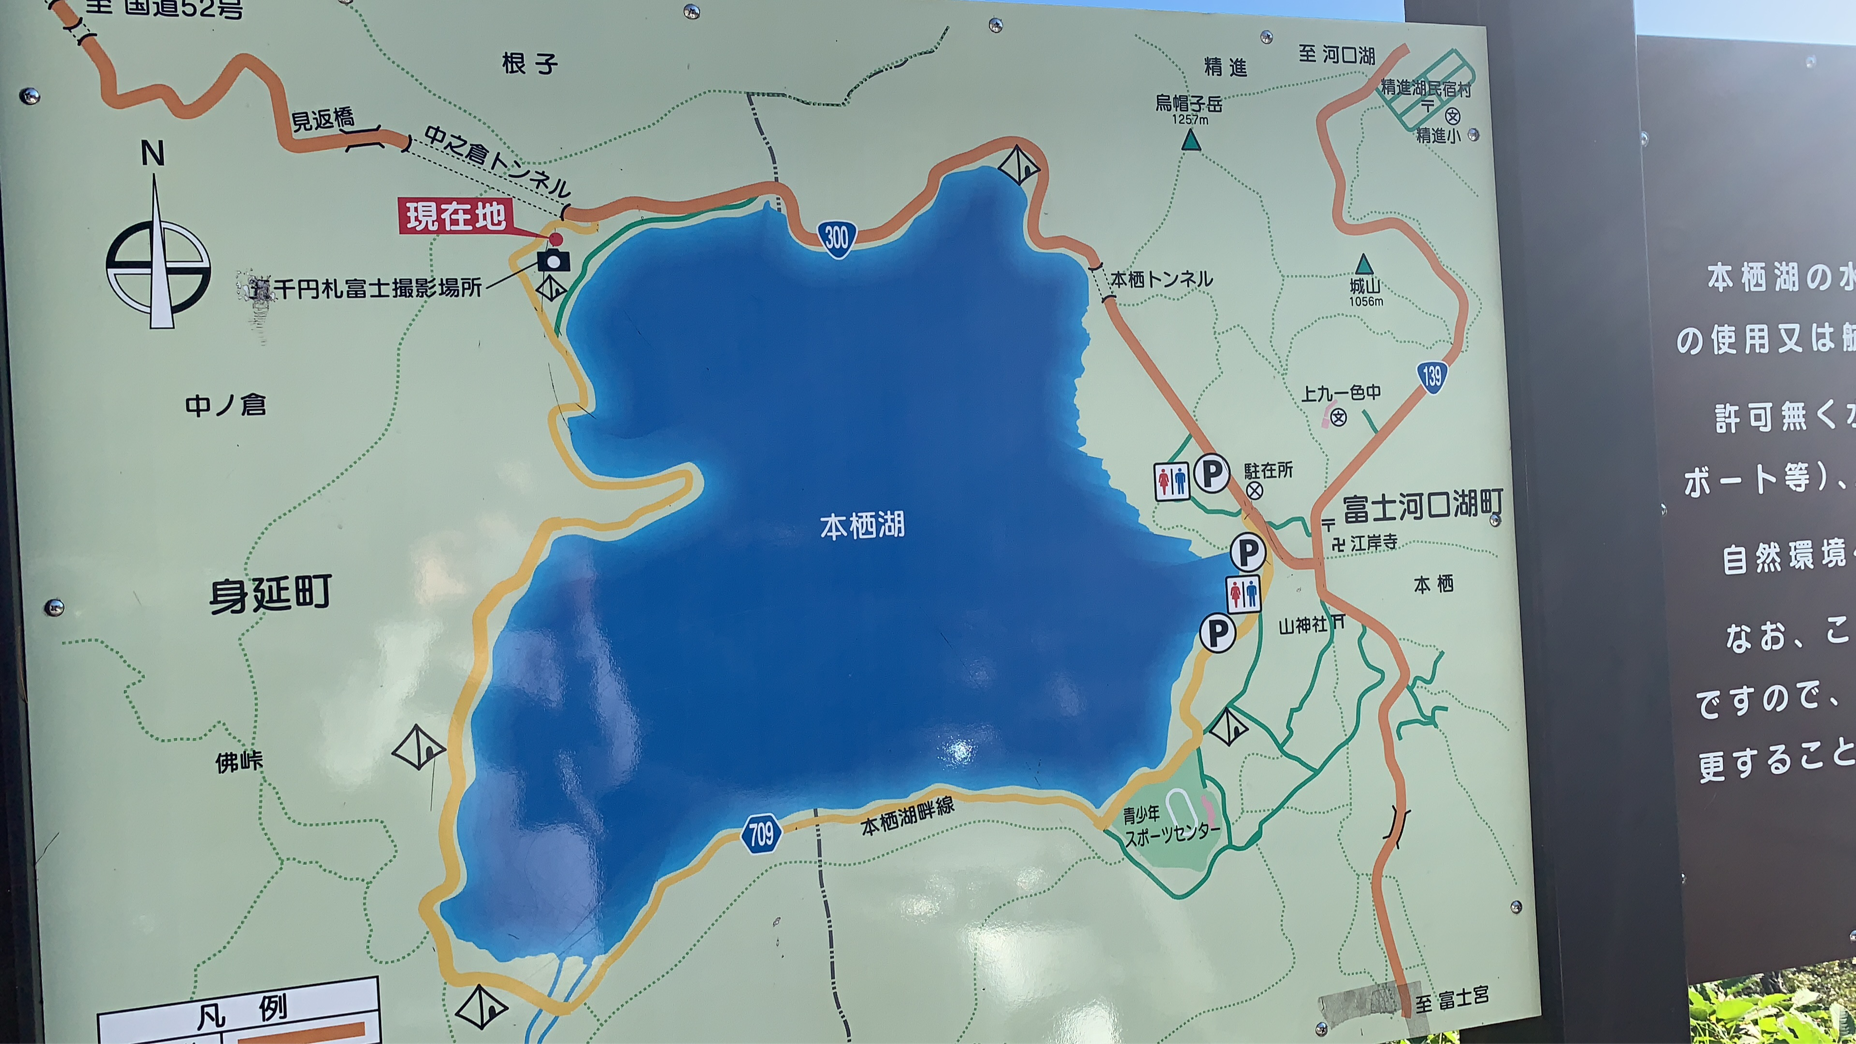 至 国道52号
根子
精進
至 河口湖
精進湖民宿村
〒
文
精進小
烏帽子岳
1257m
見返橋
中之倉トンネル
N
現在地
300
千円札富士撮影場所
本栖トンネル
城山
1056m
139
上九一色中
文
中ノ倉
P
駐在所
富士河口湖町
〒
卍 江岸寺
本栖湖
P
本栖
身延町
山神社
P
佛峠
青少年
スポーツセンター
本栖湖畔線
709
凡 例
至 富士宮
本栖湖の水
の使用又は
許可無く
ボート等)、
自然環境
なお、こ
ですので、
更すること